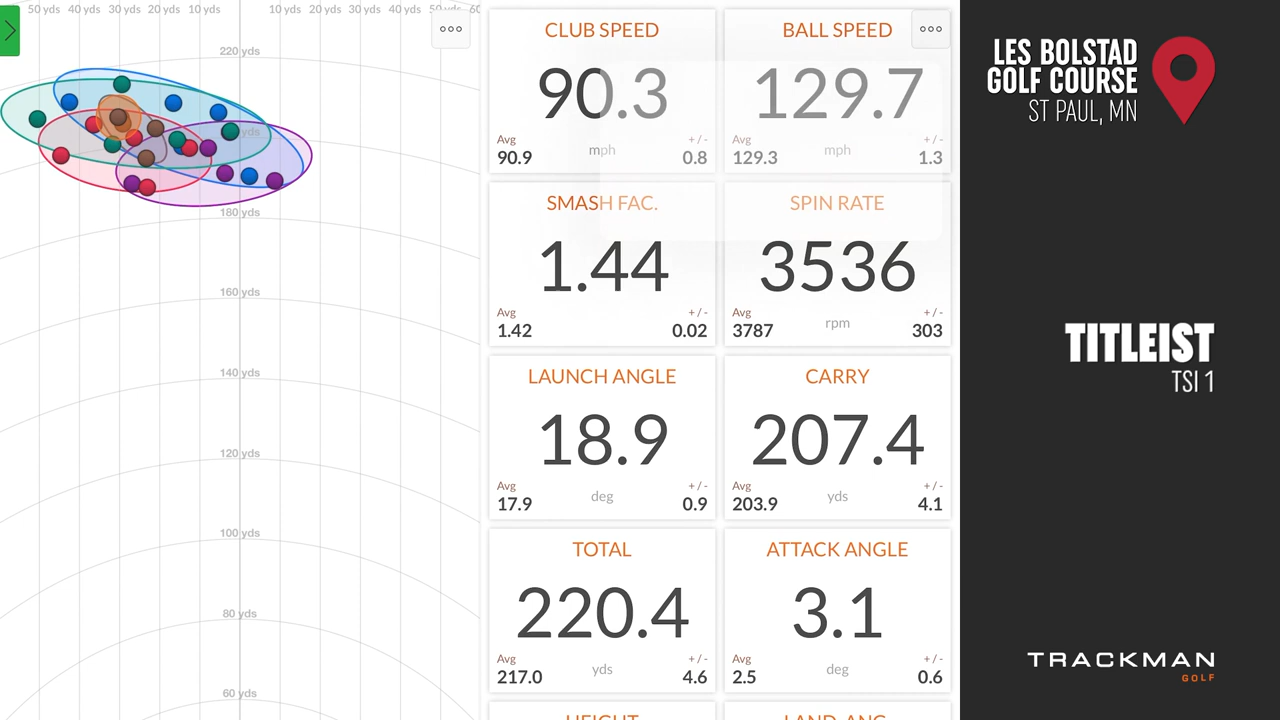 50 yds 40 yds 30 yds 20 yds 10 yds 10 yds 20 yds 30 yds 40 yds
220 yds
180 yds
160 yds
140 yds
120 yds
100 yds
80 yds
60 yds
CLUB SPEED
90.3
Avg
90.9
mph
+ / -
0.8
BALL SPEED
129.7
Avg
129.3
mph
+ / -
1.3
SMASH FAC.
1.44
Avg
1.42
+ / -
0.02
SPIN RATE
3536
Avg
3787
rpm
+ / -
303
LAUNCH ANGLE
18.9
Avg
17.9
deg
+ / -
0.9
CARRY
207.4
Avg
203.9
yds
+ / -
4.1
TOTAL
220.4
Avg
217.0
yds
+ / -
4.6
ATTACK ANGLE
3.1
Avg
2.5
deg
+ / -
0.6
HEIGHT
LAND. ANG.
LES BOLSTAD
GOLF COURSE
ST PAUL, MN
TITLEIST
TSI 1
TRACKMAN
GOLF